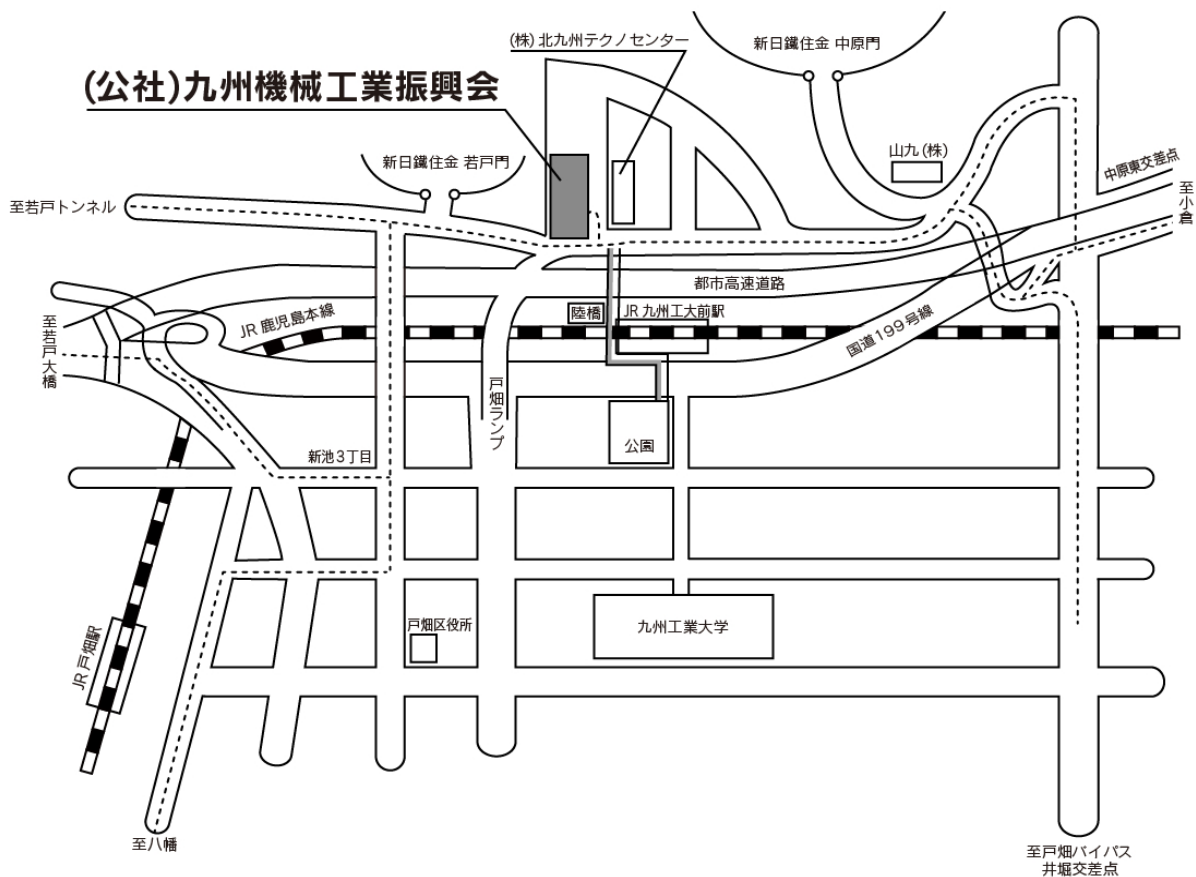 (株)北九州テクノセンター
新日鐵住金 中原門
(公社)九州機械工業振興会
新日鐵住金 若戸門
山九(株)
中原東交差点
至小倉
至若戸トンネル
都市高速道路
陸橋
JR 九州工大前駅
JR 鹿児島本線
国道199号線
至若戸大橋
戸畑ランプ
公園
新池3丁目
戸畑区役所
九州工業大学
JR戸畑駅
至八幡
至戸畑バイパス
井堀交差点